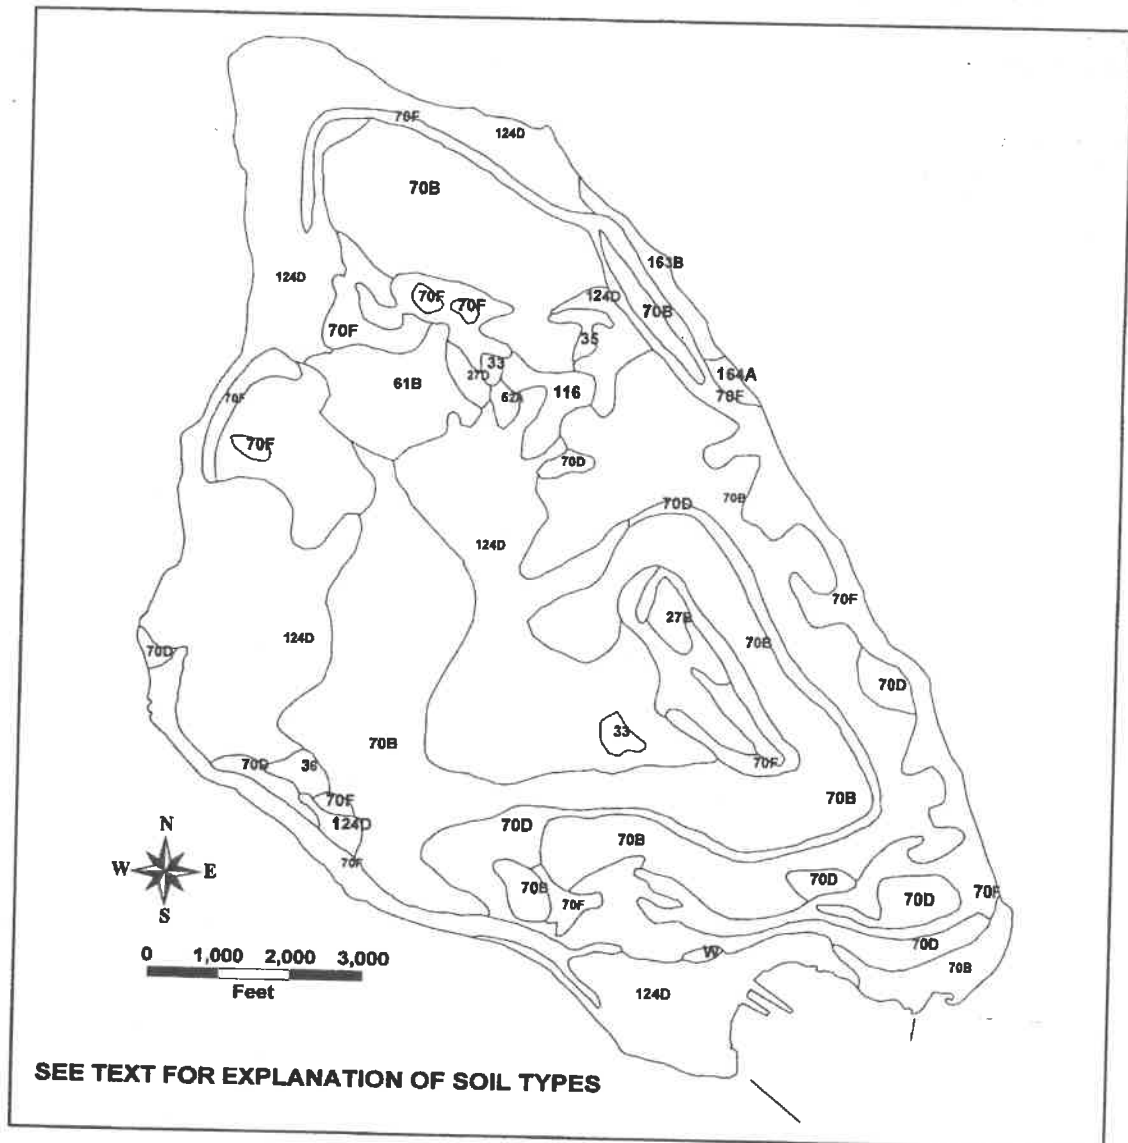 70F
124D
70B
163B
124D
70F
70F
124D
70B
70F
35
33
164A
27D
61B
116
62A
70F
70F
70F
70D
70B
70D
124D
70F
27B
124D
70B
70D
70D
33
70B
70D
36
70F
70B
70F
124D
70D
70B
N
W
E
S
70F
70B
70D
70D
70F
70F
70D
W
70B
0 1,000 2,000 3,000
Feet
124D
SEE TEXT FOR EXPLANATION OF SOIL TYPES